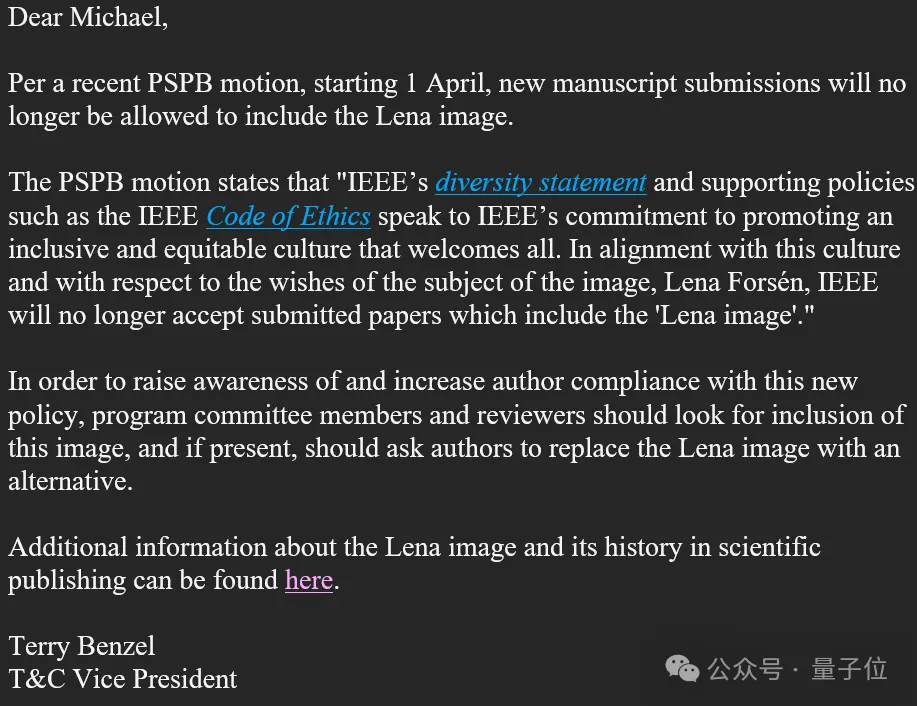 Dear Michael,
Per a recent PSPB motion, starting 1 April, new manuscript submissions will no
longer be allowed to include the Lena image.
The PSPB motion states that "IEEE’s diversity statement and supporting policies
such as the IEEE Code of Ethics speak to IEEE’s commitment to promoting an
inclusive and equitable culture that welcomes all. In alignment with this culture
and with respect to the wishes of the subject of the image, Lena Forsén, IEEE
will no longer accept submitted papers which include the 'Lena image'."
In order to raise awareness of and increase author compliance with this new
policy, program committee members and reviewers should look for inclusion of
this image, and if present, should ask authors to replace the Lena image with an
alternative.
Additional information about the Lena image and its history in scientific
publishing can be found here.
Terry Benzel
T&C Vice President
公众号 · 量子位